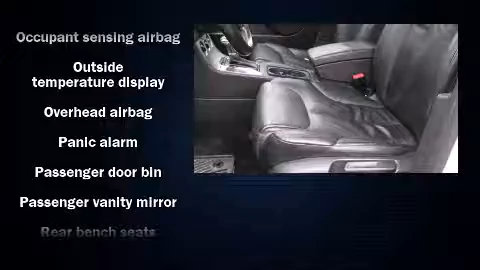 Occupant sensing airbag
Outside
temperature display
Overhead airbag
Panic alarm
Passenger door bin
Passenger vanity mirror
Rear bench seats